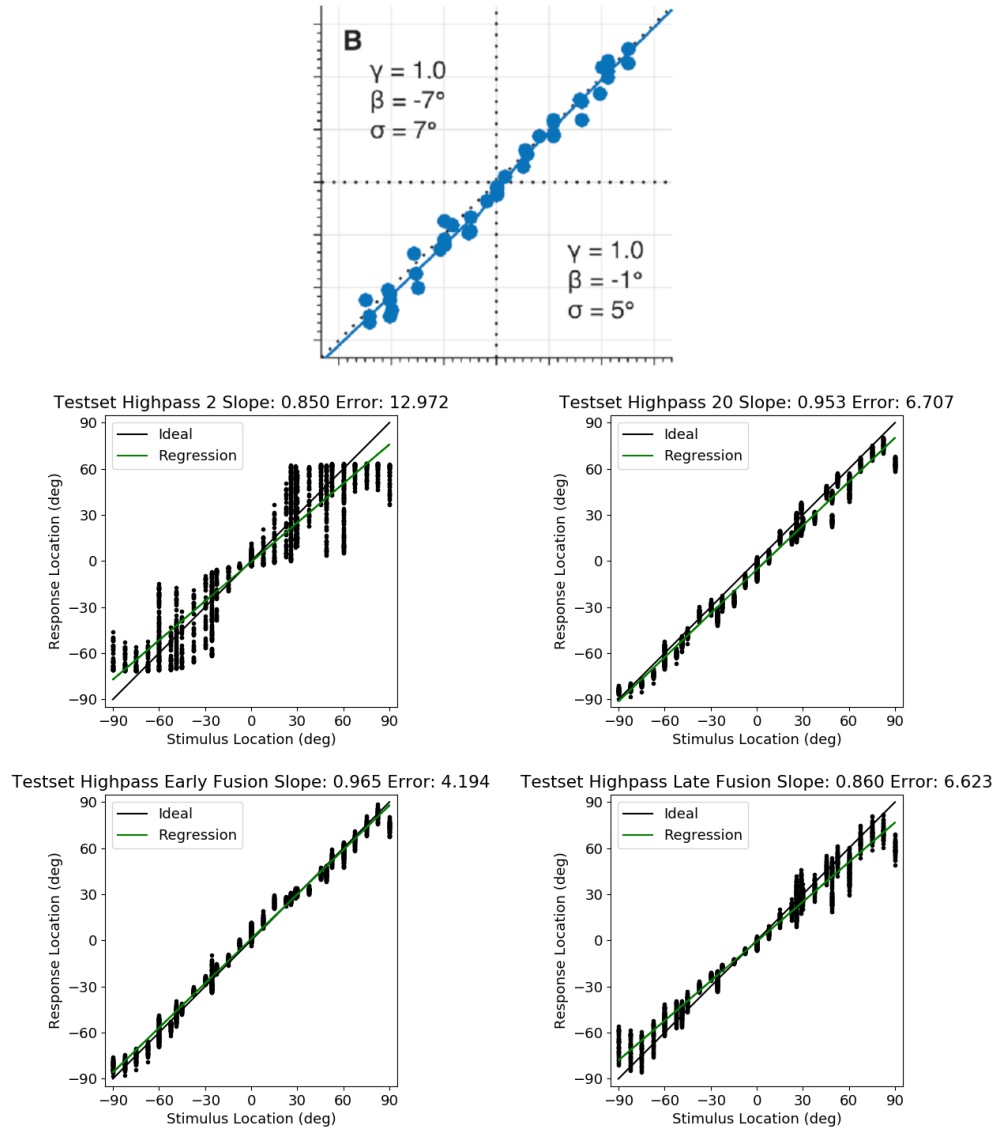 B
γ = 1.0
β = -7°
σ = 7°
γ = 1.0
β = -1°
σ = 5°
Testset Highpass 2 Slope: 0.850 Error: 12.972
Ideal
Regression
Response Location (deg)
90
60
30
0
−30
−60
−90
−90 −60 −30 0 30 60 90
Stimulus Location (deg)
Testset Highpass 20 Slope: 0.953 Error: 6.707
Ideal
Regression
Response Location (deg)
90
60
30
0
−30
−60
−90
−90 −60 −30 0 30 60 90
Stimulus Location (deg)
Testset Highpass Early Fusion Slope: 0.965 Error: 4.194
Ideal
Regression
Response Location (deg)
90
60
30
0
−30
−60
−90
−90 −60 −30 0 30 60 90
Stimulus Location (deg)
Testset Highpass Late Fusion Slope: 0.860 Error: 6.623
Ideal
Regression
Response Location (deg)
90
60
30
0
−30
−60
−90
−90 −60 −30 0 30 60 90
Stimulus Location (deg)